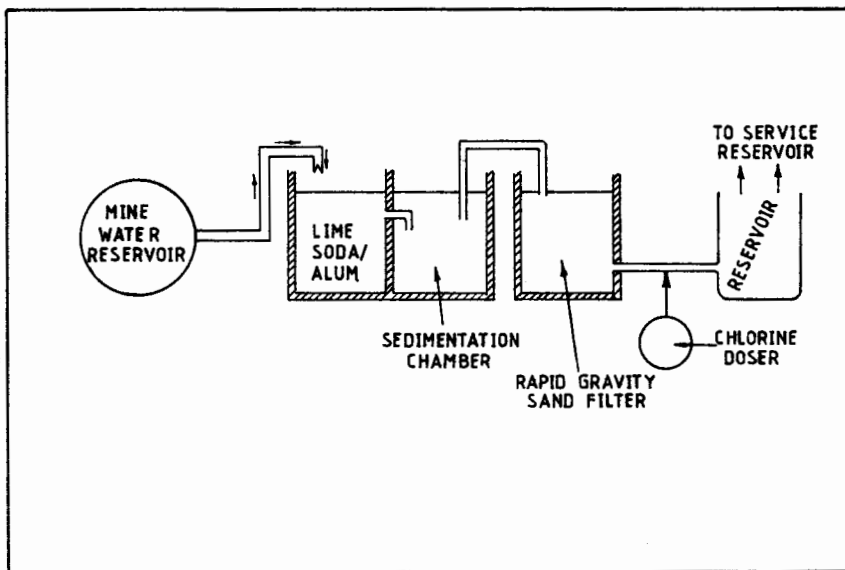 MINE
WATER
RESERVOIR
LIME
SODA/
ALUM
SEDIMENTATION
CHAMBER
RAPID GRAVITY
SAND FILTER
CHLORINE
DOSER
RESERVOIR
TO SERVICE
RESERVOIR